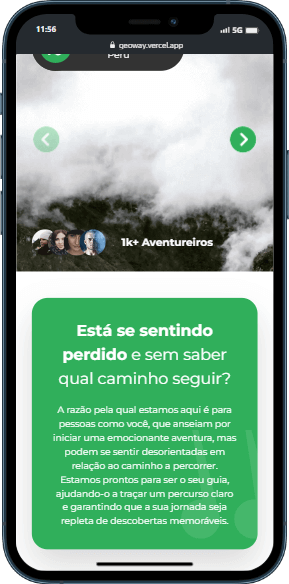 11:56
5G
geoway.vercel.app
Peru
1k+ Aventureiros
Está se sentindo
perdido e sem saber
qual caminho seguir?
A razão pela qual estamos aqui é para
pessoas como você, que anseiam por
iniciar uma emocionante aventura, mas
podem se sentir desorientadas em
relação ao caminho a percorrer.
Estamos prontos para ser o seu guia,
ajudando-o a traçar um percurso claro
e garantindo que a sua jornada seja
repleta de descobertas memoráveis.